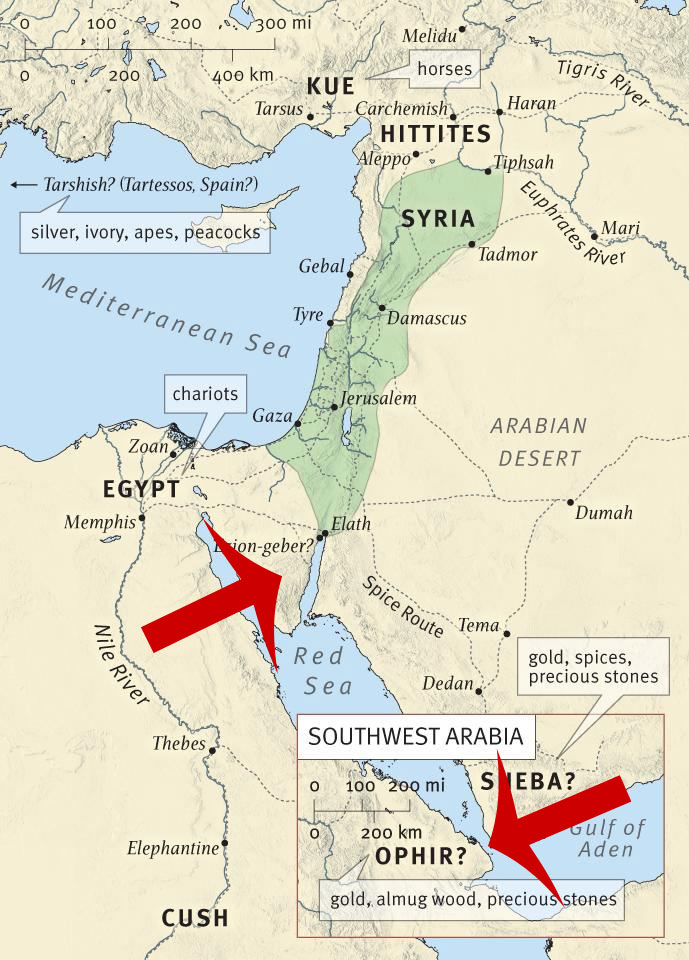 0 100 200 300 mi
0 200 400 km
Melidu
horses
KUE
Tigris River
Tarsus
Carchemish
Haran
HITTITES
Aleppo
Tiphsah
Tarshish? (Tartessos, Spain?)
silver, ivory, apes, peacocks
SYRIA
Euphrates River
Mari
Tadmor
Gebal
Mediterranean Sea
Tyre
Damascus
chariots
Jerusalem
Gaza
ARABIAN
DESERT
Zoan
EGYPT
Memphis
Dumah
Elath
ion-geber?
Spice Route
Nile River
Tema
Red
Sea
gold, spices,
precious stones
Dedan
SOUTHWEST ARABIA
Thebes
0 100 200 mi
0 200 km
S EBA?
Gulf of
Aden
Elephantine
OPHIR?
gold, almug wood, precious stones
CUSH